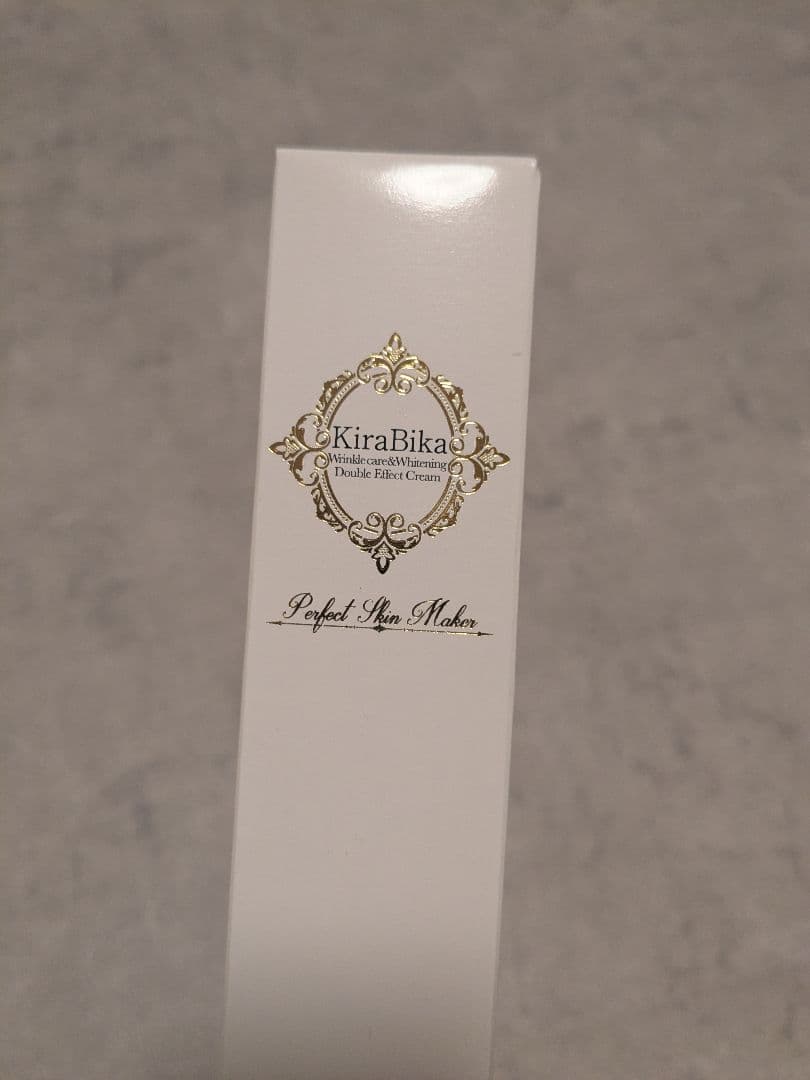 KiraBika
Wrinkle care&Whitening
Double Effect Cream
Perfect Skin Maker